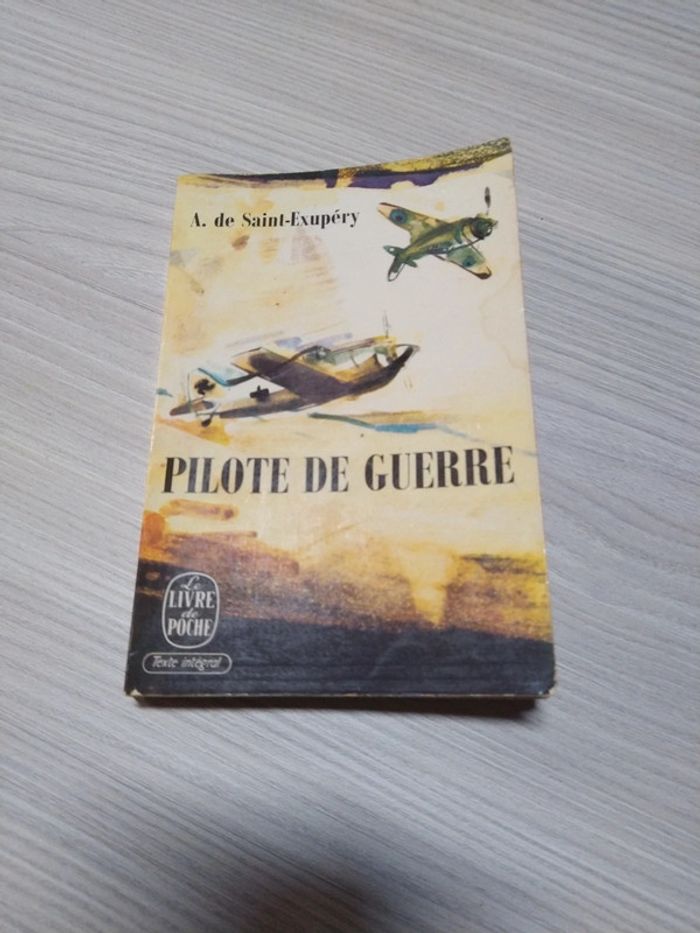 A. de Saint-Exupéry
PILOTE DE GUERRE
Le
LIVRE
de
POCHE
Texte intégral